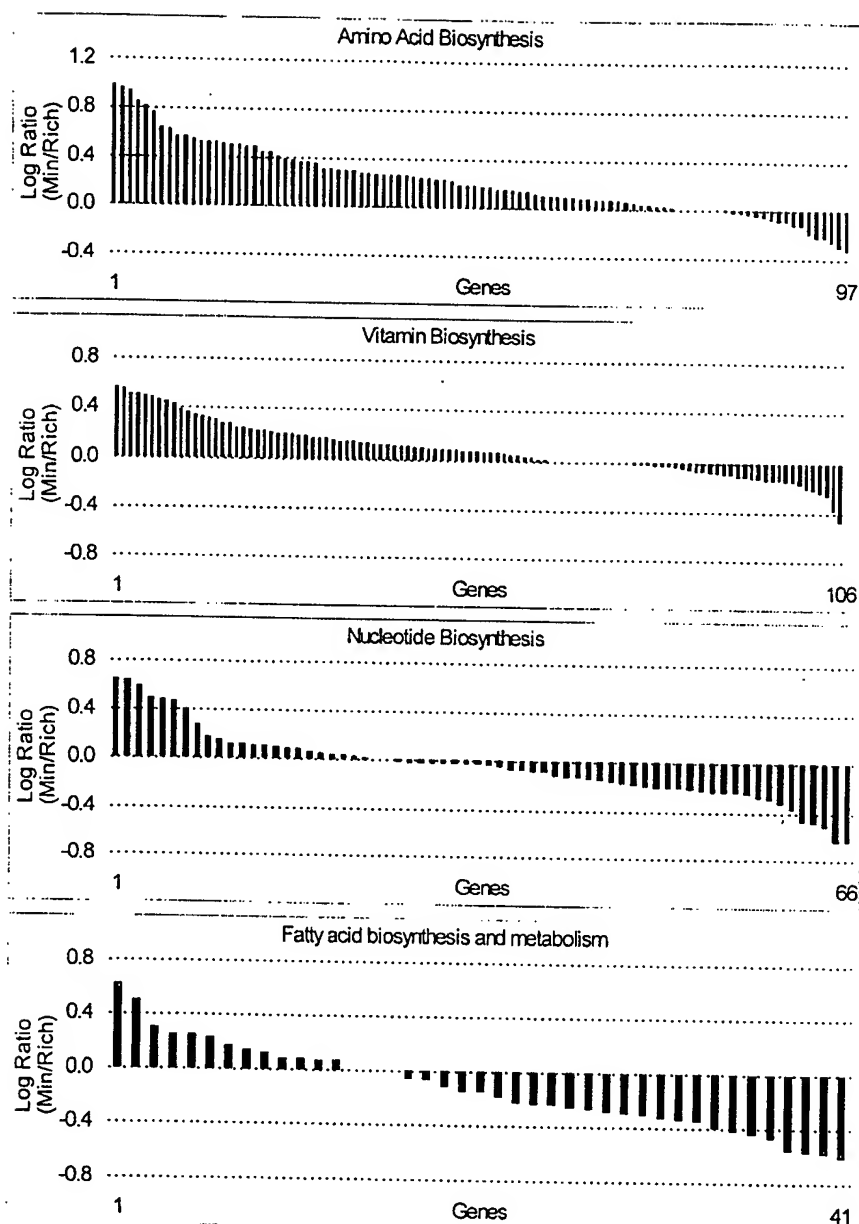 Amino Acid Biosynthesis
Log Ratio
(Min/Rich)
1.2
0.8
0.4
0.0
-0.4
1
Genes
97
Vitamin Biosynthesis
Log Ratio
(Min/Rich)
0.8
0.4
0.0
-0.4
-0.8
1
Genes
106
Nucleotide Biosynthesis
Log Ratio
(Min/Rich)
0.8
0.4
0.0
-0.4
-0.8
1
Genes
66
Fatty acid biosynthesis and metabolism
Log Ratio
(Min/Rich)
0.8
0.4
0.0
-0.4
-0.8
1
Genes
41